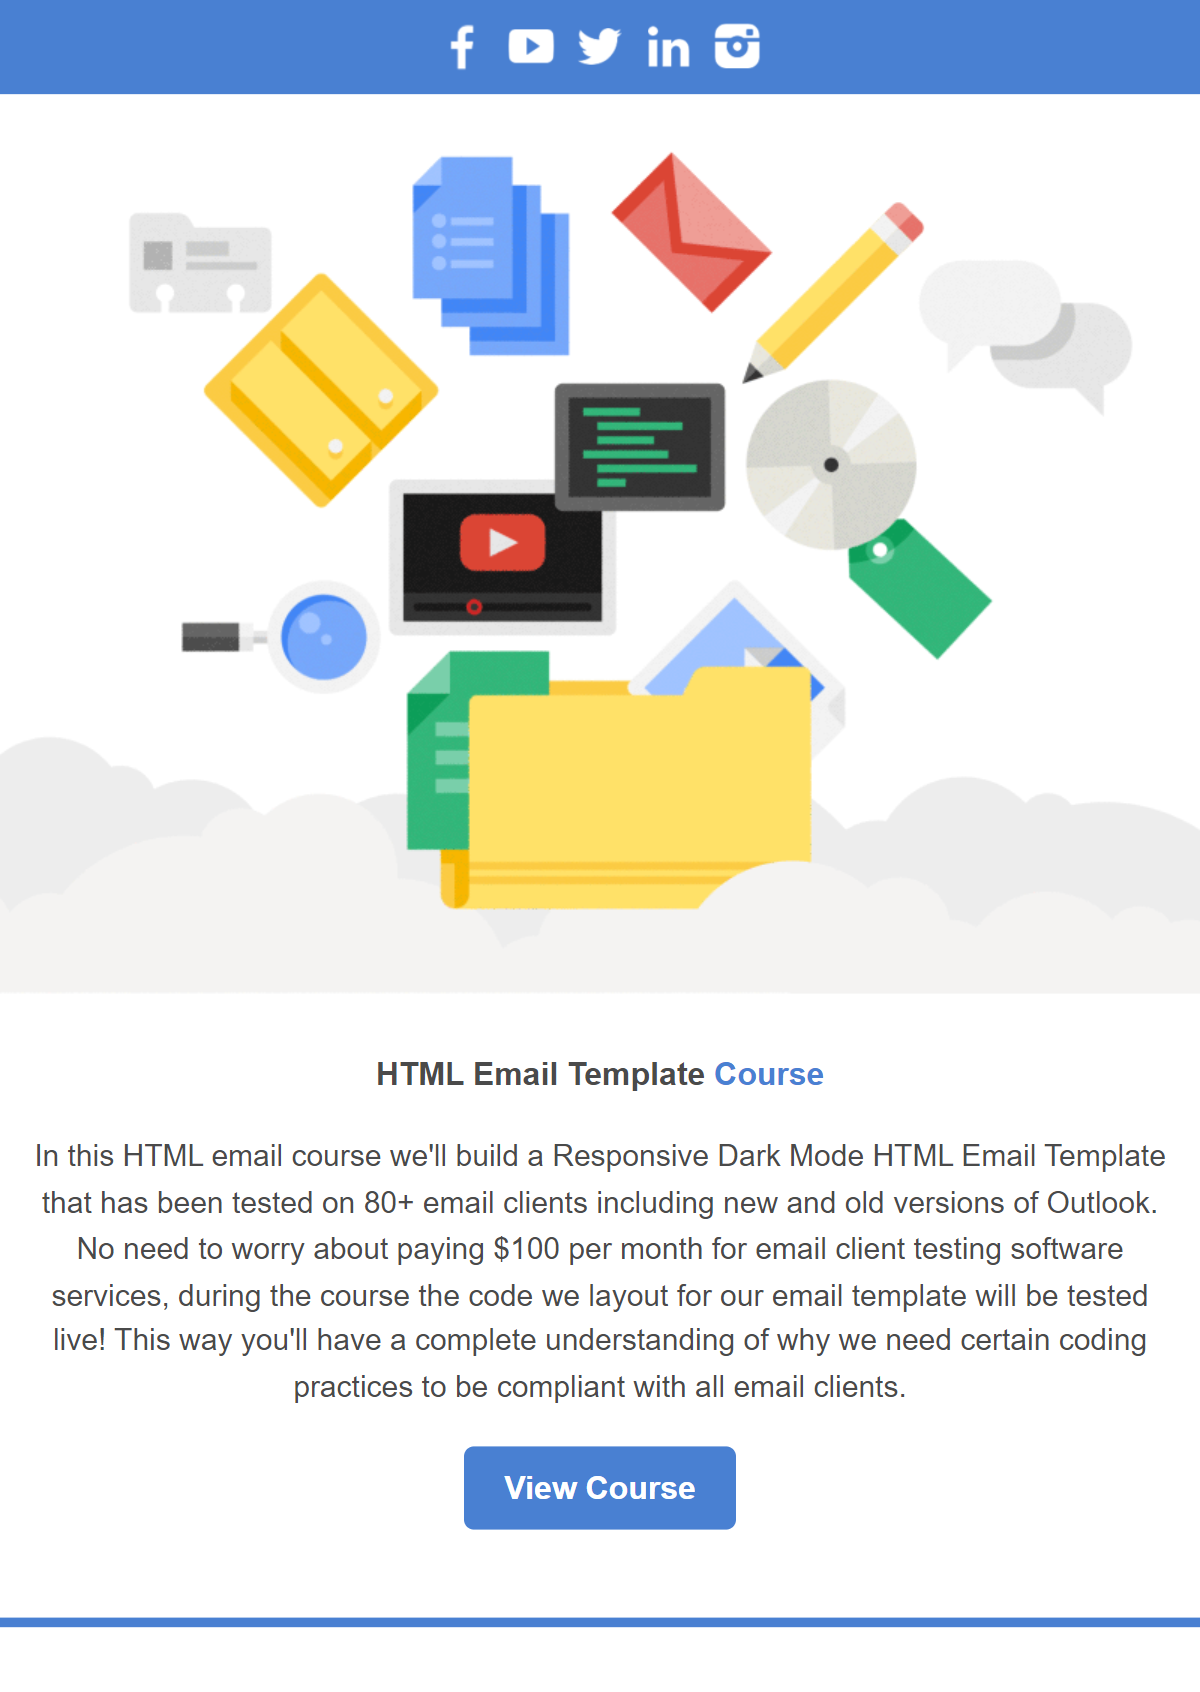 HTML Email Template Course
In this HTML email course we'll build a Responsive Dark Mode HTML Email Template
that has been tested on 80+ email clients including new and old versions of Outlook.
No need to worry about paying $100 per month for email client testing software
services, during the course the code we layout for our email template will be tested
live! This way you'll have a complete understanding of why we need certain coding
practices to be compliant with all email clients.
View Course